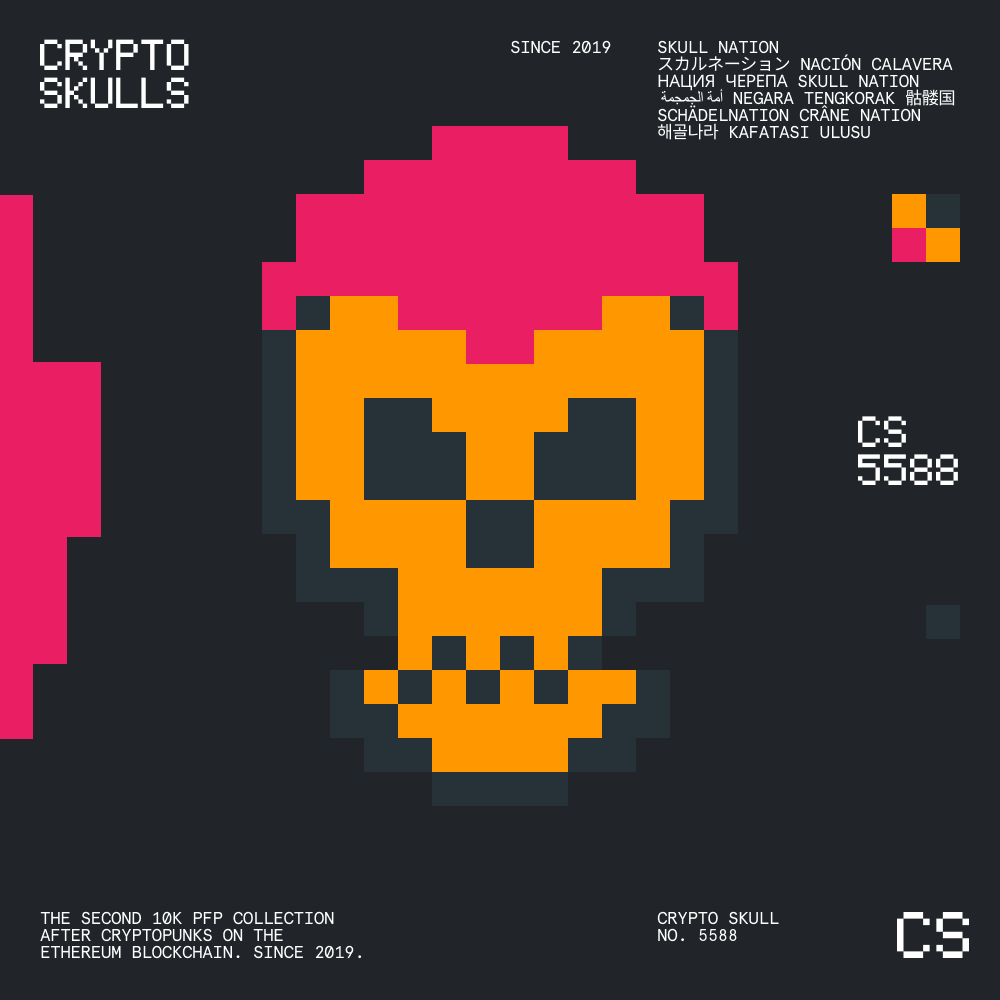 CRYPTO
SKULLS
SINCE 2019
SKULL NATION
スカルネーション NACIÓN CALAVERA
НАЦИЯ ЧЕРЕПА SKULL NATION
أمة الجمجمة NEGARA TENGKORAK 骷髅国
SCHÄDELNATION CRÂNE NATION
해골나라 KAFATASI ULUSU
CS
5588
THE SECOND 10K PFP COLLECTION
AFTER CRYPTOPUNKS ON THE
ETHEREUM BLOCKCHAIN. SINCE 2019.
CRYPTO SKULL
NO. 5588
CS